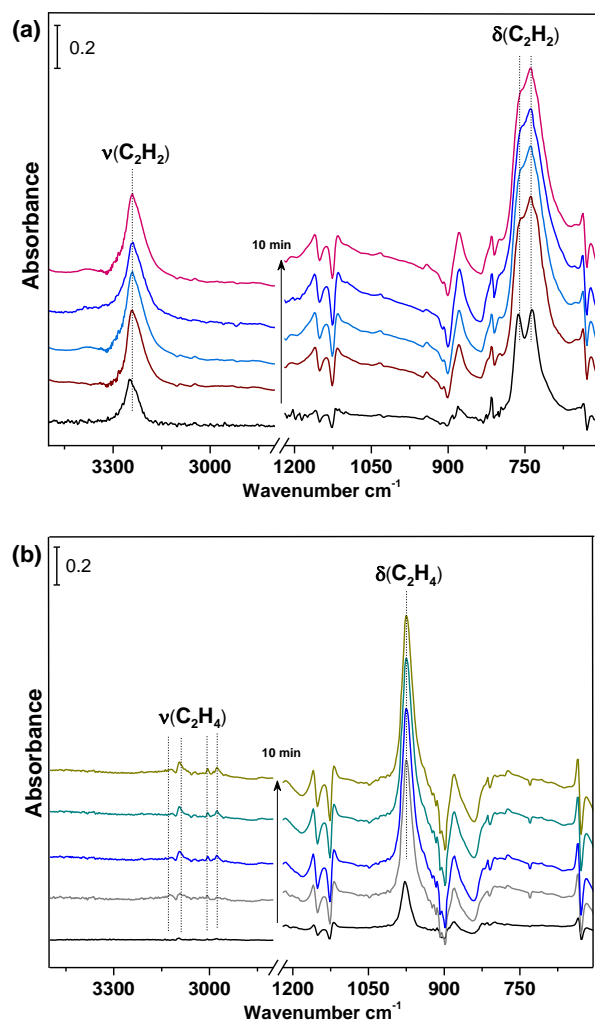 (a)
0.2
δ(C₂H₂)
ν(C₂H₂)
10 min
Absorbance
3300 3000 1200 1050 900 750
Wavenumber cm⁻¹
(b)
0.2
δ(C₂H₄)
ν(C₂H₄)
10 min
Absorbance
3300 3000 1200 1050 900 750
Wavenumber cm⁻¹